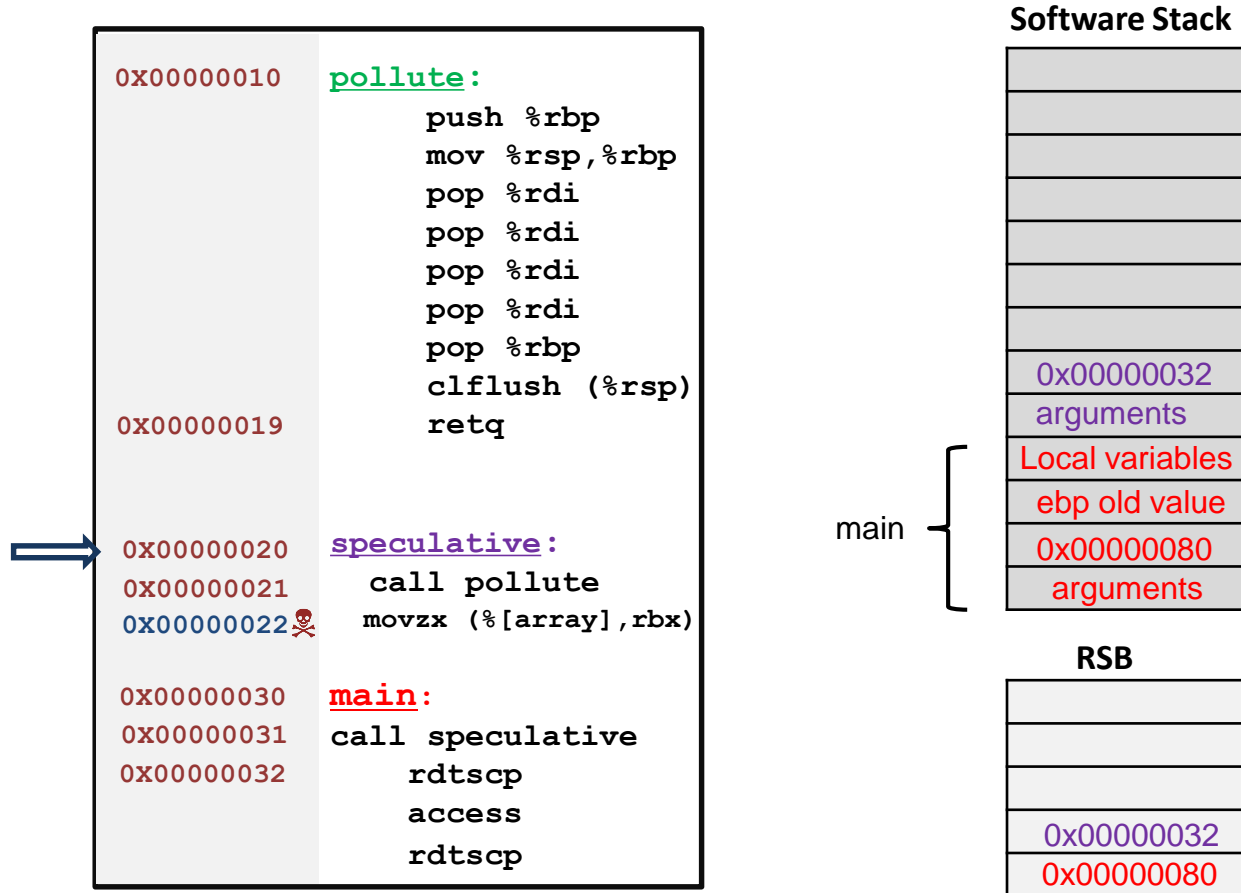 Software Stack
0X00000010 pollute:
push %rbp
mov %rsp,%rbp
pop %rdi
pop %rdi
pop %rdi
pop %rdi
pop %rbp
clflush (%rsp)
0X00000019 retq
0X00000020 speculative:
0X00000021 call pollute
0X00000022 movzx (%[array],rbx)
0X00000030 main:
0X00000031 call speculative
0X00000032 rdtscp
access
rdtscp
0x00000032
arguments
main
Local variables
ebp old value
0x00000080
arguments
RSB
0x00000032
0x00000080